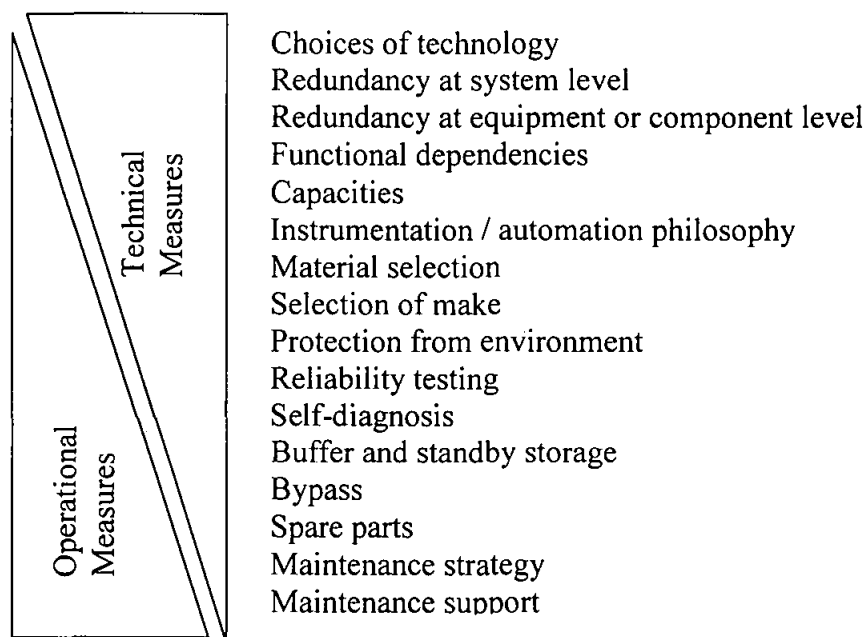 Choices of technology
Redundancy at system level
Redundancy at equipment or component level
Functional dependencies
Capacities
Instrumentation / automation philosophy
Material selection
Selection of make
Protection from environment
Reliability testing
Self-diagnosis
Buffer and standby storage
Bypass
Spare parts
Maintenance strategy
Maintenance support
Technical
Measures
Operational
Measures